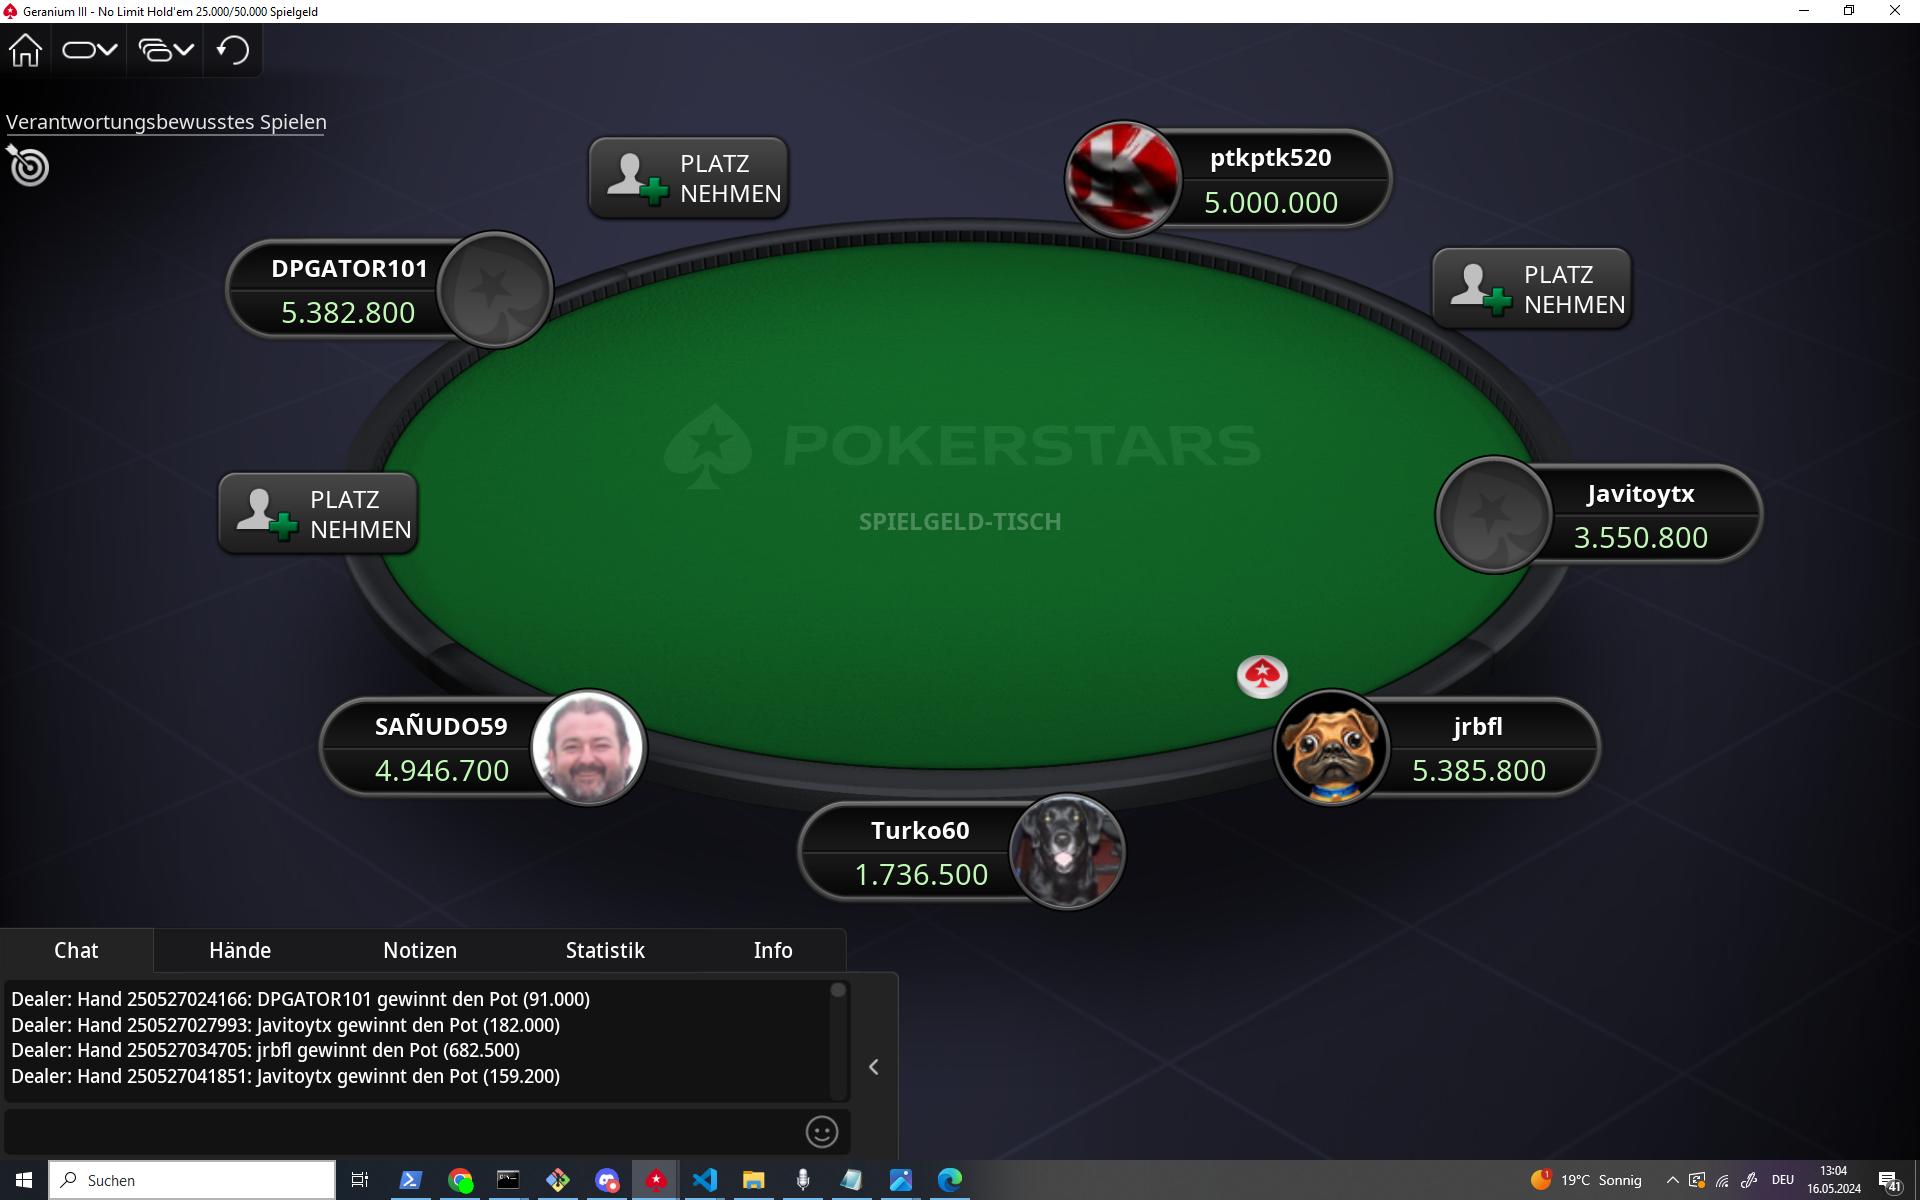 Geranium III - No Limit Hold'em 25.000/50.000 Spielgeld
Verantwortungsbewusstes Spielen
PLATZ
NEHMEN
ptkptk520
5.000.000
DPGATOR101
5.382.800
PLATZ
NEHMEN
POKERSTARS
SPIELGELD-TISCH
PLATZ
NEHMEN
Javitoytx
3.550.800
SAÑUDO59
4.946.700
jrbfl
5.385.800
Turko60
1.736.500
Chat
Hände
Notizen
Statistik
Info
Dealer: Hand 250527024166: DPGATOR101 gewinnt den Pot (91.000)
Dealer: Hand 250527027993: Javitoytx gewinnt den Pot (182.000)
Dealer: Hand 250527034705: jrbfl gewinnt den Pot (682.500)
Dealer: Hand 250527041851: Javitoytx gewinnt den Pot (159.200)
Suchen
1
19°C Sonnig
DEU
13:04
16.05.2024
41